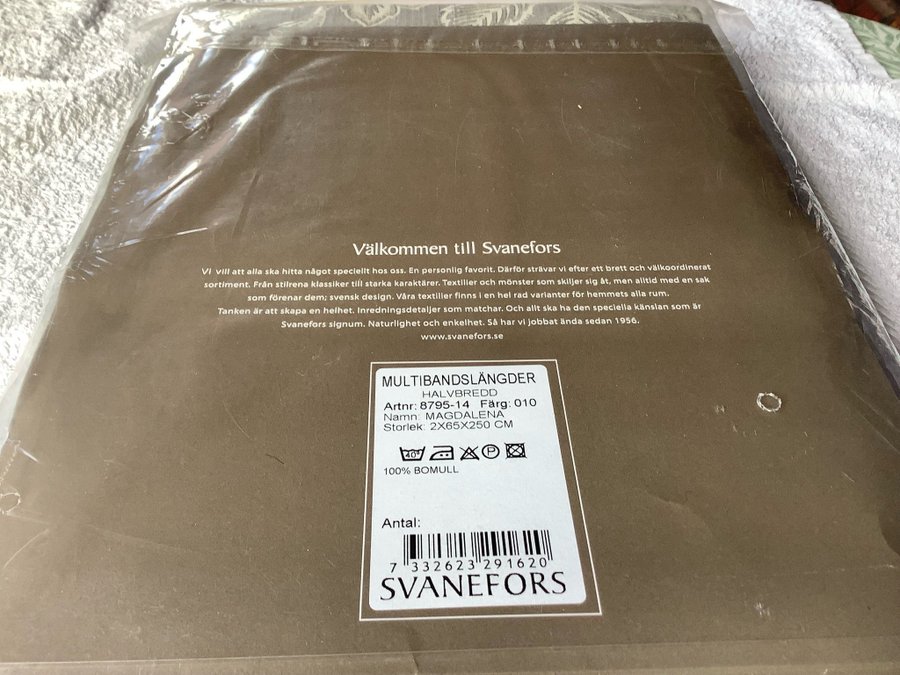 Välkommen till Svanefors
Vi vill att alla ska hitta något speciellt hos oss. En personlig favorit. Därför strävar vi efter ett brett och välkoordinerat
sortiment. Från stilrena klassiker till starka karaktärer. Textilier och mönster som skiljer sig åt, men alltid med en sak
som förenar dem; svensk design. Våra textilier finns i en hel rad varianter för hemmets alla rum.
Tanken är att skapa en helhet. Inredningsdetaljer som matchar. Och allt ska ha den speciella känslan som är
Svanefors signum. Naturlighet och enkelhet. Så har vi jobbat ända sedan 1956.
www.svanefors.se
MULTIBANDSLÄNGDER
HALVBREDD
Artnr: 8795-14 Färg: 010
Namn: MAGDALENA
Storlek: 2X65X250 CM
40° P
100% BOMULL
Antal:
7 332623 291620
SVANEFORS